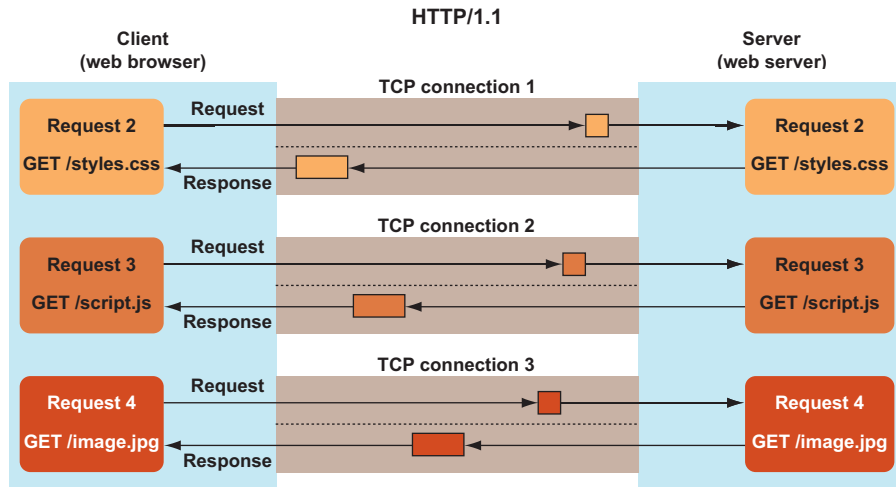 HTTP/1.1
Client
(web browser)
Server
(web server)
TCP connection 1
Request 2
GET /styles.css
Request
Response
Request 2
GET /styles.css
TCP connection 2
Request 3
GET /script.js
Request
Response
Request 3
GET /script.js
TCP connection 3
Request 4
GET /image.jpg
Request
Response
Request 4
GET /image.jpg